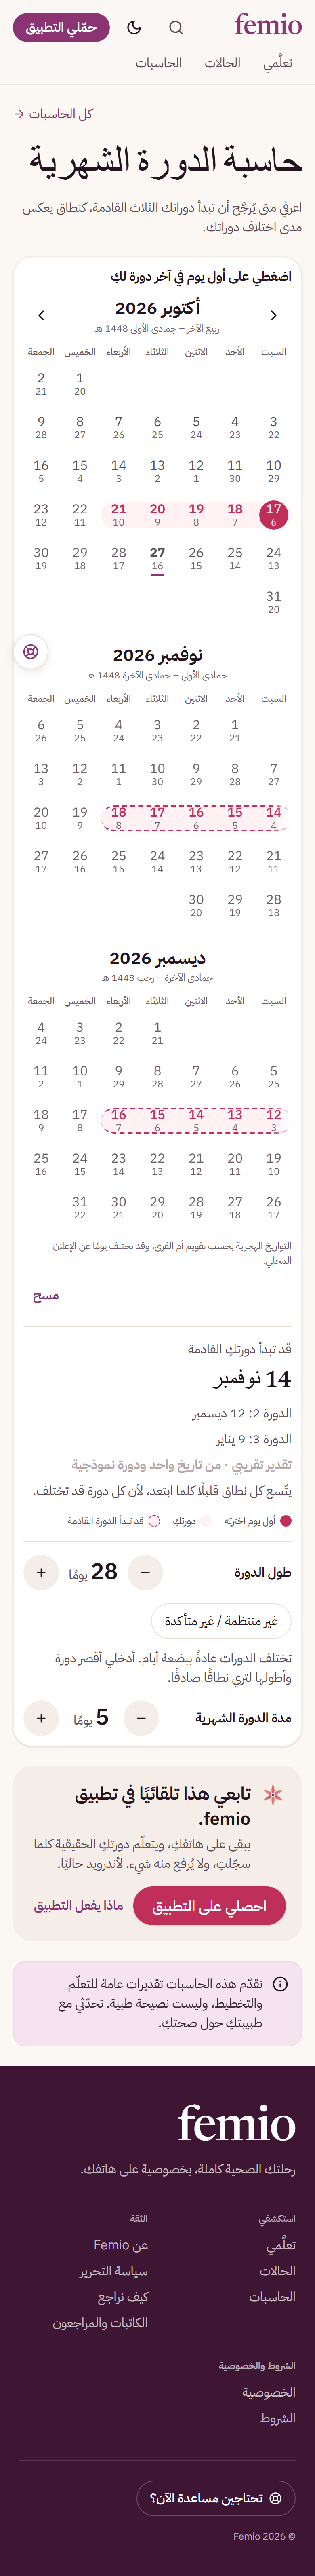 femio
حمّلي التطبيق
تعلَّمي
الحالات
الحاسبات
كل الحاسبات
حاسبة الدورة الشهرية
اعرفي متى يُرجَّح أن تبدأ دوراتك الثلاث القادمة، كنطاق يعكس
مدى اختلاف دوراتك.
اضغطي على أول يوم في آخر دورة لكِ
أكتوبر 2026
ربيع الآخر – جمادى الأولى 1448 هـ
السبت الأحد الاثنين الثلاثاء الأربعاء الخميس الجمعة
1 2
20 21
3 4 5 6 7 8 9
22 23 24 25 26 27 28
10 11 12 13 14 15 16
29 30 1 2 3 4 5
17 18 19 20 21 22 23
6 7 8 9 10 11 12
24 25 26 27 28 29 30
13 14 15 16 17 18 19
31
20
نوفمبر 2026
جمادى الأولى – جمادى الآخرة 1448 هـ
السبت الأحد الاثنين الثلاثاء الأربعاء الخميس الجمعة
1 2 3 4 5 6
21 22 23 24 25 26
7 8 9 10 11 12 13
27 28 29 30 1 2 3
14 15 16 17 18 19 20
4 5 6 7 8 9 10
21 22 23 24 25 26 27
11 12 13 14 15 16 17
28 29 30
18 19 20
ديسمبر 2026
جمادى الآخرة – رجب 1448 هـ
السبت الأحد الاثنين الثلاثاء الأربعاء الخميس الجمعة
1 2 3 4
21 22 23 24
5 6 7 8 9 10 11
25 26 27 28 29 1 2
12 13 14 15 16 17 18
3 4 5 6 7 8 9
19 20 21 22 23 24 25
10 11 12 13 14 15 16
26 27 28 29 30 31
17 18 19 20 21 22
التواريخ الهجرية بحسب تقويم أم القرى، وقد تختلف يومًا عن الإعلان
المحلي.
مسح
قد تبدأ دورتكِ القادمة
14 نوفمبر
الدورة 2: 12 ديسمبر
الدورة 3: 9 يناير
تقدير تقريبي · من تاريخ واحد ودورة نموذجية
يتّسع كل نطاق قليلًا كلما ابتعد، لأن كل دورة قد تختلف.
أول يوم اخترته
دورتكِ
قد تبدأ الدورة القادمة
طول الدورة
− 28 يومًا +
غير منتظمة / غير متأكدة
تختلف الدورات عادةً ببضعة أيام. أدخلي أقصر دورة
وأطولها لتري نطاقًا صادقًا.
مدة الدورة الشهرية
− 5 يومًا +
تابعي هذا تلقائيًا في تطبيق
femio.
يبقى على هاتفكِ، ويتعلّم دورتكِ الحقيقية كلما
سجّلتِ، ولا يُرفع منه شيء. لأندرويد حاليًا.
احصلي على التطبيق
ماذا يفعل التطبيق
تقدّم هذه الحاسبات تقديرات عامة للتعلّم
والتخطيط، وليست نصيحة طبية. تحدّثي مع
طبيبتكِ حول صحتكِ.
femio
رحلتك الصحية كاملة، بخصوصية على هاتفك.
استكشفي
تعلَّمي
الحالات
الحاسبات
الثقة
عن Femio
سياسة التحرير
كيف نراجع
الكاتبات والمراجعون
الشروط والخصوصية
الخصوصية
الشروط
تحتاجين مساعدة الآن؟
© 2026 Femio